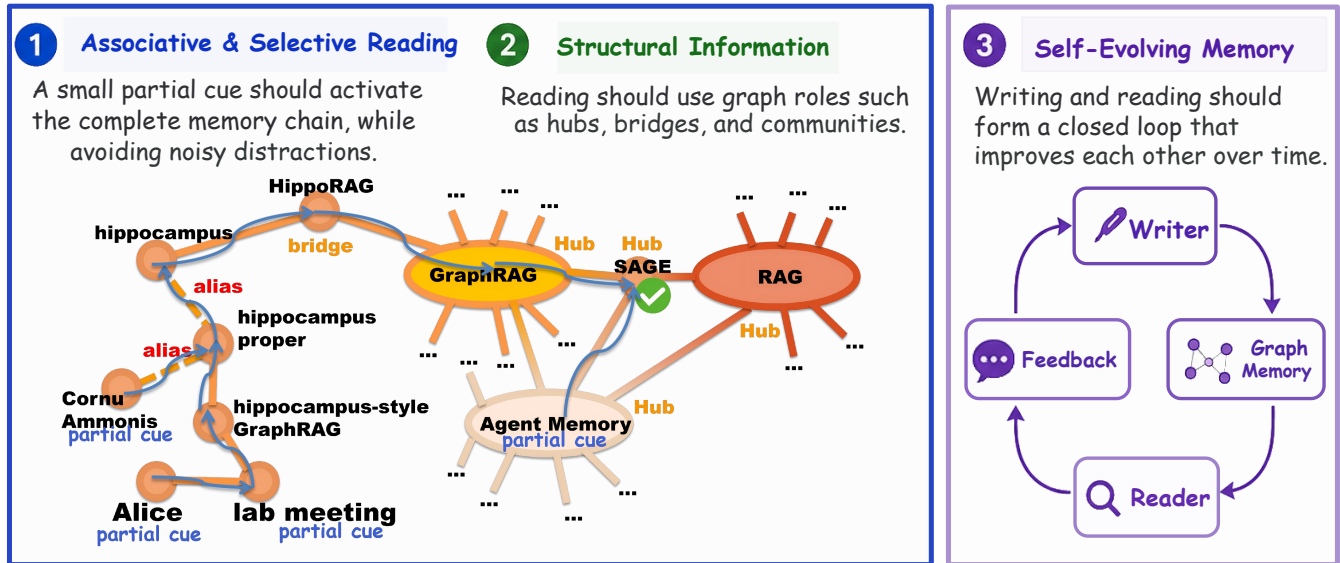 1 Associative & Selective Reading
A small partial cue should activate
the complete memory chain, while
avoiding noisy distractions.
2 Structural Information
Reading should use graph roles such
as hubs, bridges, and communities.
HippoRAG
bridge
hippocampus
alias
hippocampus
proper
alias
Cornu
Ammonis
partial cue
hippocampus-style
GraphRAG
Alice
partial cue
lab meeting
partial cue
...
...
...
GraphRAG
Hub
Hub
SAGE
...
...
...
RAG
Hub
...
...
...
...
...
...
...
Agent Memory
partial cue
Hub
...
...
...
...
3 Self-Evolving Memory
Writing and reading should
form a closed loop that
improves each other over time.
Writer
Graph
Memory
Reader
Feedback